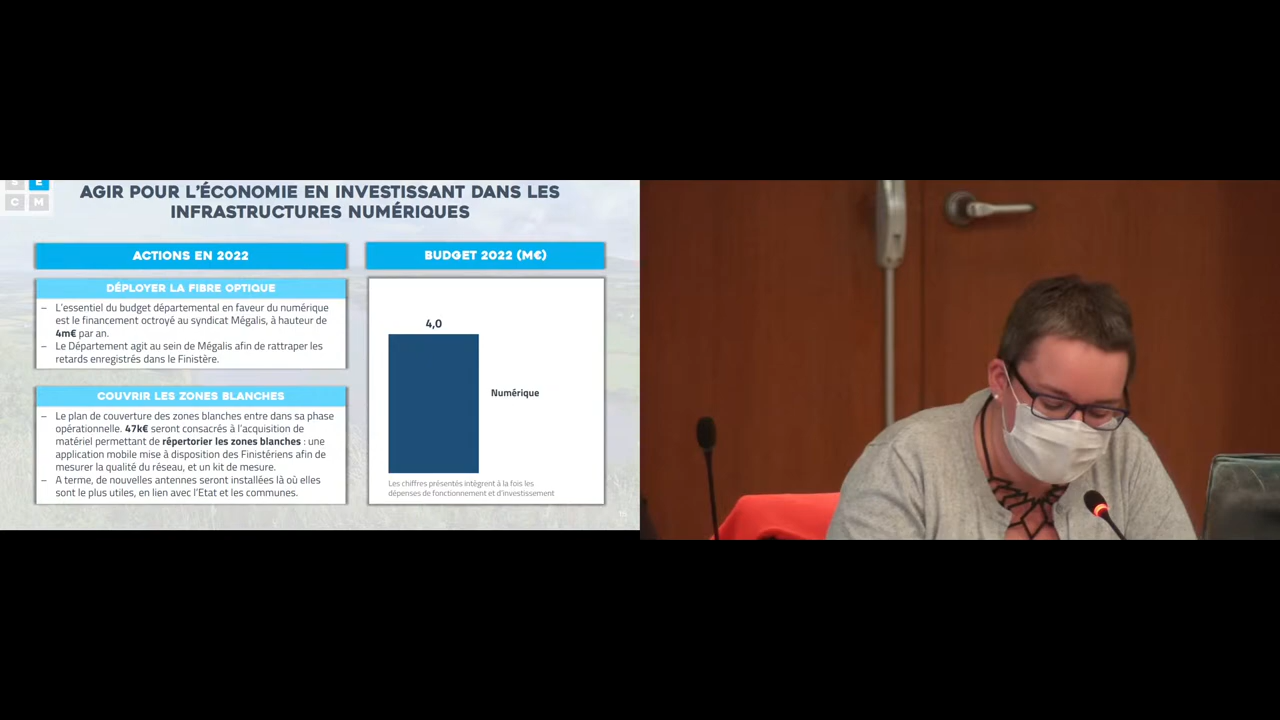 E
C M
AGIR POUR L'ÉCONOMIE EN INVESTISSANT DANS LES
INFRASTRUCTURES NUMÉRIQUES
ACTIONS EN 2022
DÉPLOYER LA FIBRE OPTIQUE
– L'essentiel du budget départemental en faveur du numérique
est le financement octroyé au syndicat Mégalis, à hauteur de
4m€ par an.
– Le Département agit au sein de Mégalis afin de rattraper les
retards enregistrés dans le Finistère.
COUVRIR LES ZONES BLANCHES
– Le plan de couverture des zones blanches entre dans sa phase
opérationnelle. 47k€ seront consacrés à l'acquisition de
matériel permettant de répertorier les zones blanches : une
application mobile mise à disposition des Finistériens afin de
mesurer la qualité du réseau, et un kit de mesure.
– A terme, de nouvelles antennes seront installées là où elles
sont le plus utiles, en lien avec l'Etat et les communes.
BUDGET 2022 (M€)
4,0
Numérique
Les chiffres présentés intègrent à la fois les
dépenses de fonctionnement et d'investissement